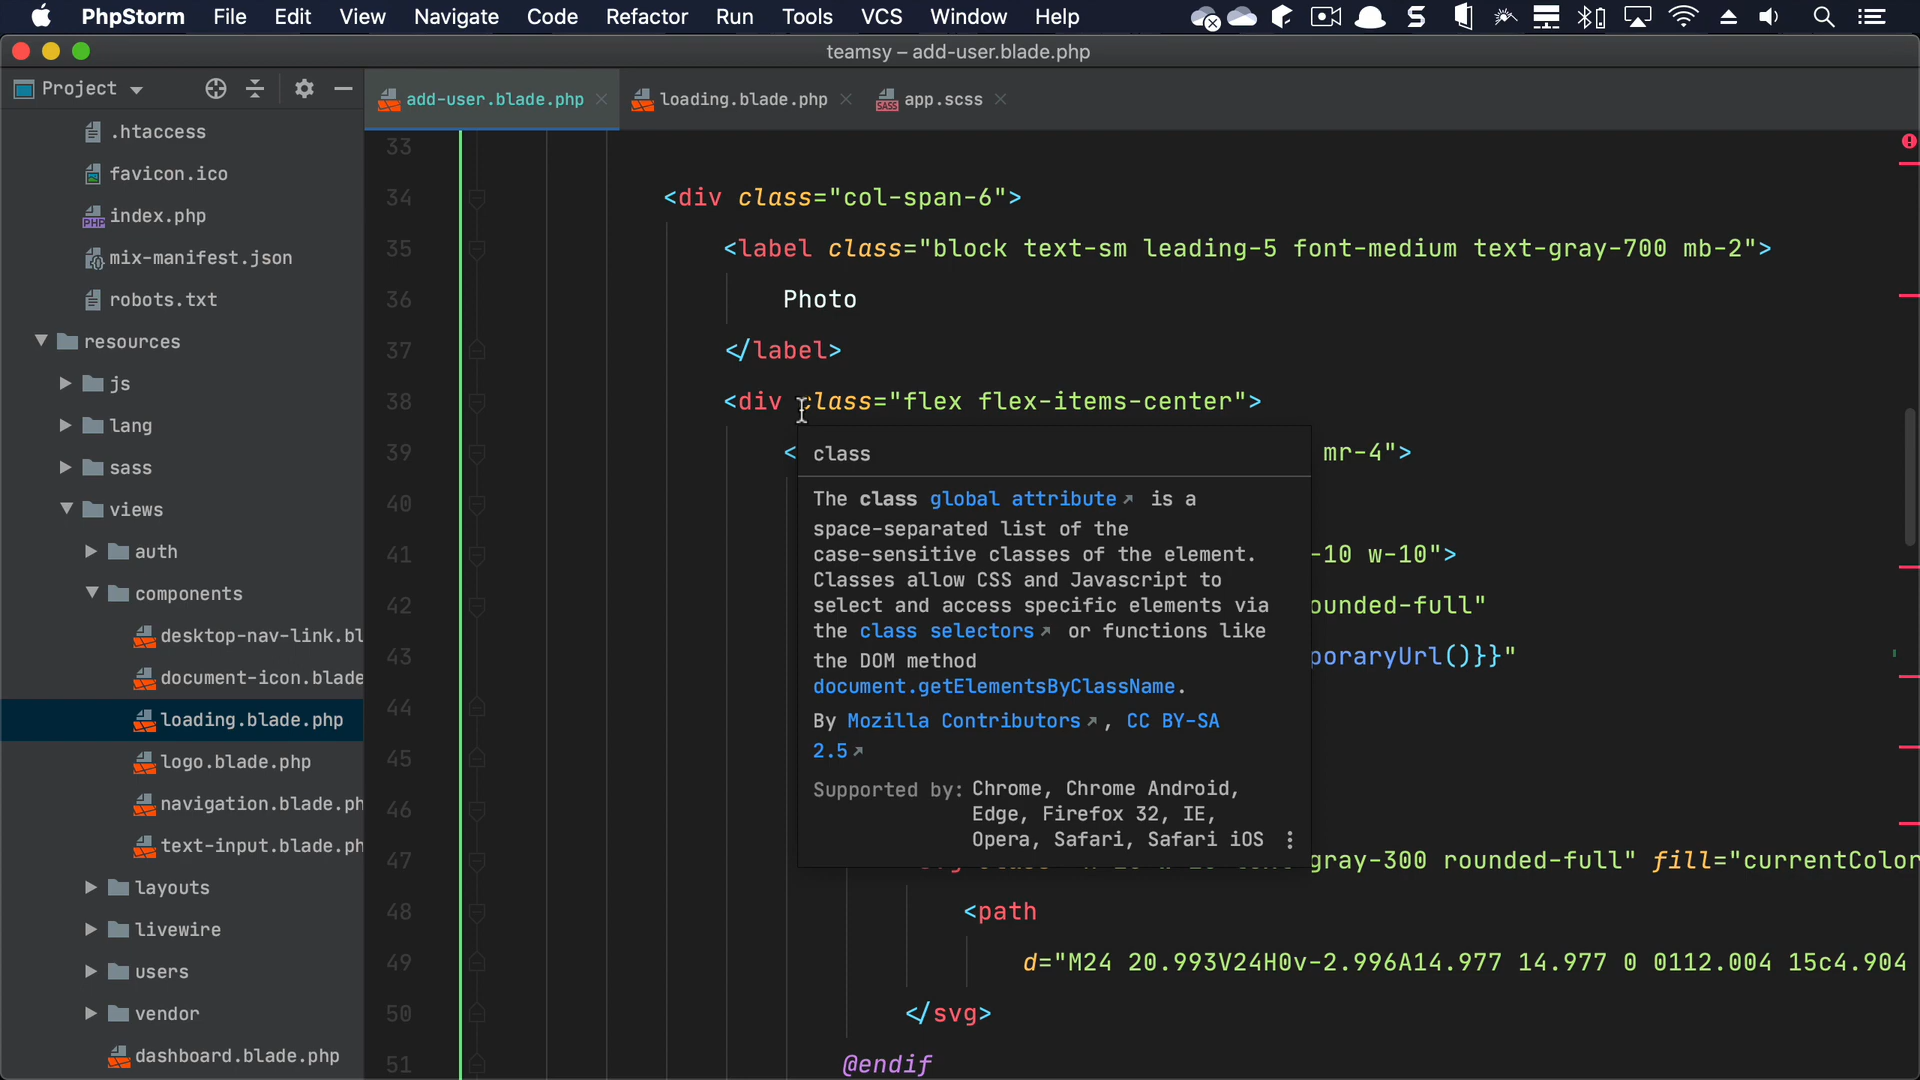 PhpStorm File Edit View Navigate Code Refactor Run Tools VCS Window Help
teamsy – add-user.blade.php
Project
add-user.blade.php
loading.blade.php
app.scss
.htaccess
favicon.ico
index.php
mix-manifest.json
robots.txt
resources
js
lang
sass
views
auth
components
desktop-nav-link.bl
document-icon.blade
loading.blade.php
logo.blade.php
navigation.blade.ph
text-input.blade.ph
layouts
livewire
users
vendor
dashboard.blade.php
33
34 <div class="col-span-6">
35 <label class="block text-sm leading-5 font-medium text-gray-700 mb-2">
36 Photo
37 </label>
38 <div class="flex flex-items-center">
39 < mr-4">
40
41 -10 w-10">
42 ounded-full"
43 poraryUrl()}}"
44
45
46
47 gray-300 rounded-full" fill="currentColor
48 <path
49 d="M24 20.993V24H0v-2.996A14.977 14.977 0 0112.004 15c4.904
50 </svg>
51 @endif
class
The class global attribute↗ is a
space-separated list of the
case-sensitive classes of the element.
Classes allow CSS and Javascript to
select and access specific elements via
the class selectors↗ or functions like
the DOM method
document.getElementsByClassName.
By Mozilla Contributors↗, CC BY-SA
2.5↗
Supported by: Chrome, Chrome Android,
Edge, Firefox 32, IE,
Opera, Safari, Safari iOS